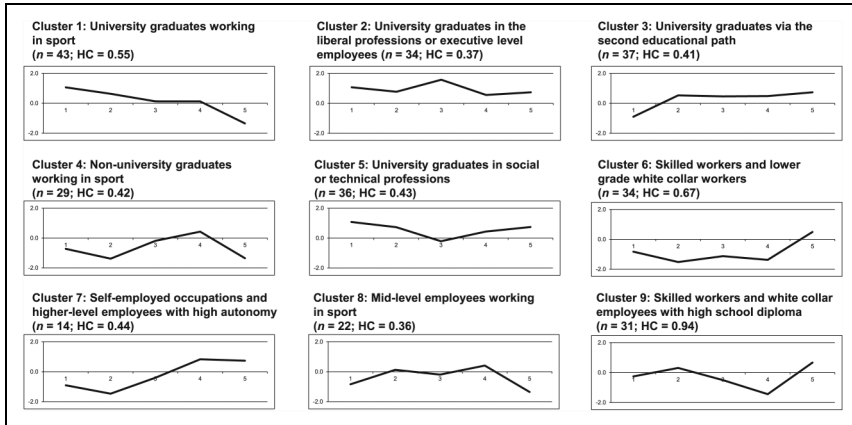 Cluster 1: University graduates working
in sport
(n = 43; HC = 0.55)
2.0
0.0
-2.0
1 2 3 4 5
Cluster 2: University graduates in the
liberal professions or executive level
employees (n = 34; HC = 0.37)
2.0
0.0
-2.0
1 2 3 4 5
Cluster 3: University graduates via the
second educational path
(n = 37; HC = 0.41)
2.0
0.0
-2.0
1 2 3 4 5
Cluster 4: Non-university graduates
working in sport
(n = 29; HC = 0.42)
2.0
0.0
-2.0
1 2 3 4 5
Cluster 5: University graduates in social
or technical professions
(n = 36; HC = 0.43)
2.0
0.0
-2.0
1 2 3 4 5
Cluster 6: Skilled workers and lower
grade white collar workers
(n = 34; HC = 0.67)
2.0
0.0
-2.0
1 2 3 4 5
Cluster 7: Self-employed occupations and
higher-level employees with high autonomy
(n = 14; HC = 0.44)
2.0
0.0
-2.0
1 2 3 4 5
Cluster 8: Mid-level employees working
in sport
(n = 22; HC = 0.36)
2.0
0.0
-2.0
1 2 3 4 5
Cluster 9: Skilled workers and white collar
employees with high school diploma
(n = 31; HC = 0.94)
2.0
0.0
-2.0
1 2 3 4 5